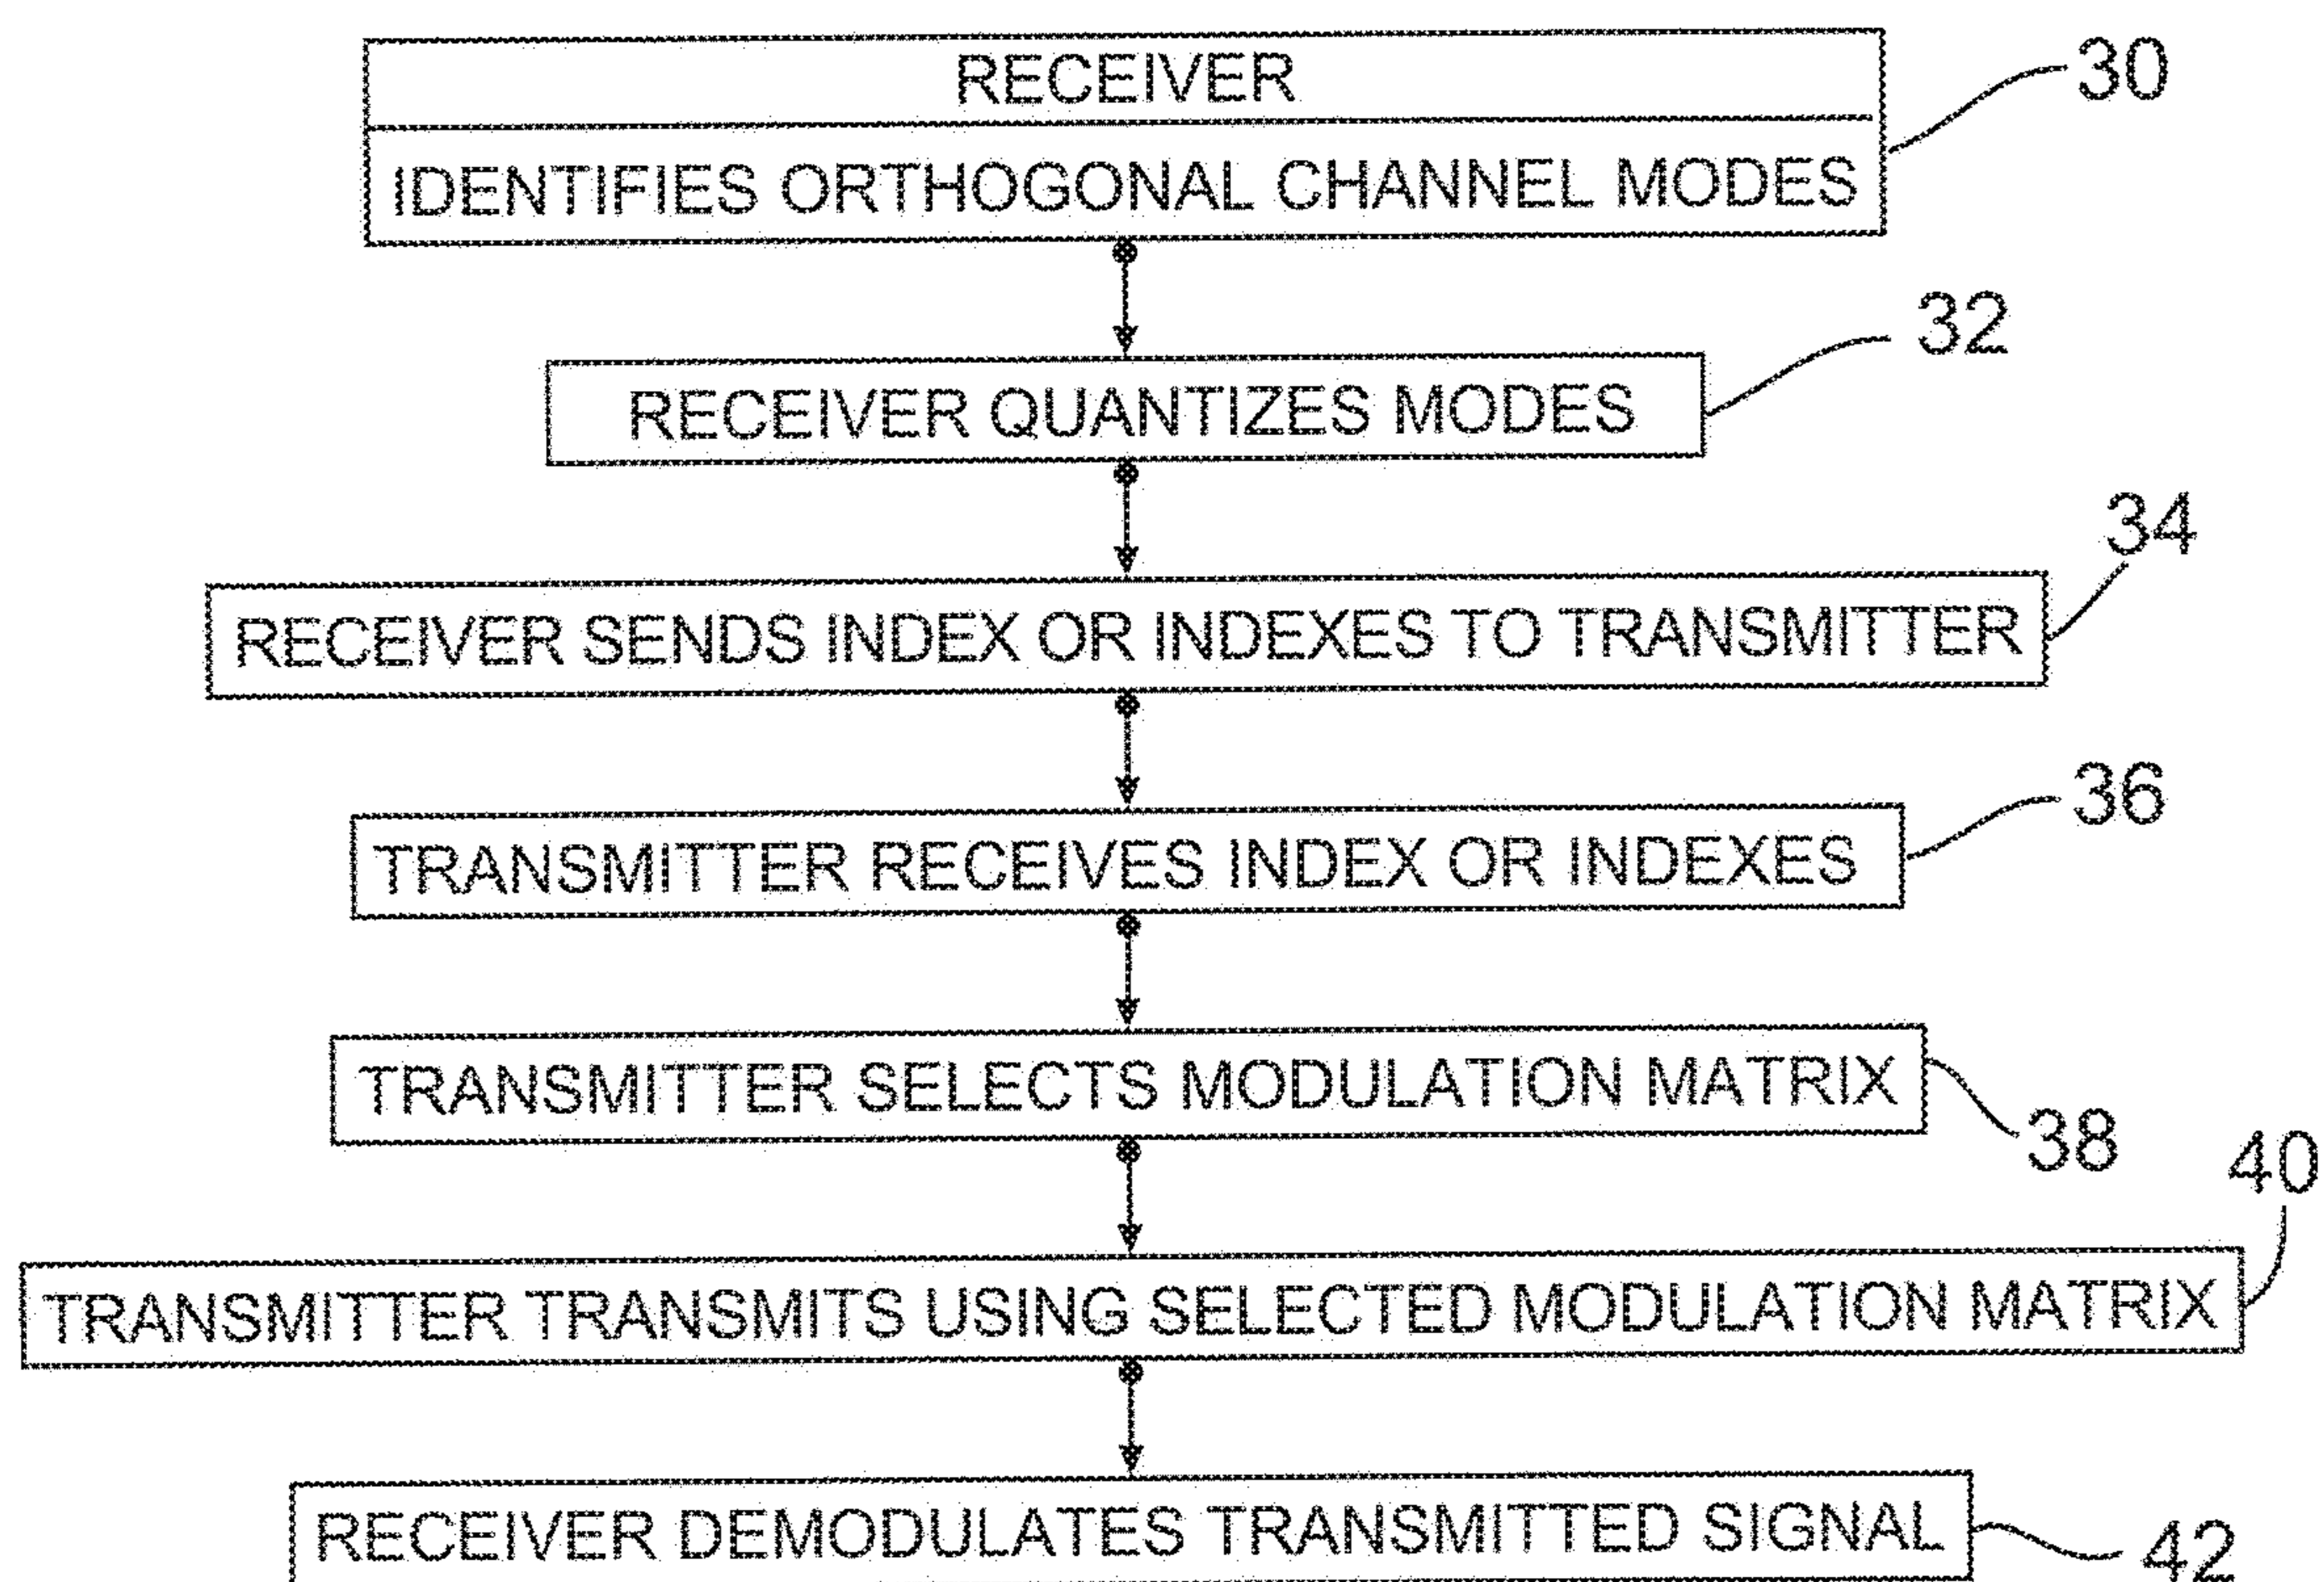 RECEIVER
30
IDENTIFIES ORTHOGONAL CHANNEL MODES
32
RECEIVER QUANTIZES MODES
34
RECEIVER SENDS INDEX OR INDEXES TO TRANSMITTER
36
TRANSMITTER RECEIVES INDEX OR INDEXES
TRANSMITTER SELECTS MODULATION MATRIX
38
40
TRANSMITTER TRANSMITS USING SELECTED MODULATION MATRIX
RECEIVER DEMODULATES TRANSMITTED SIGNAL
42